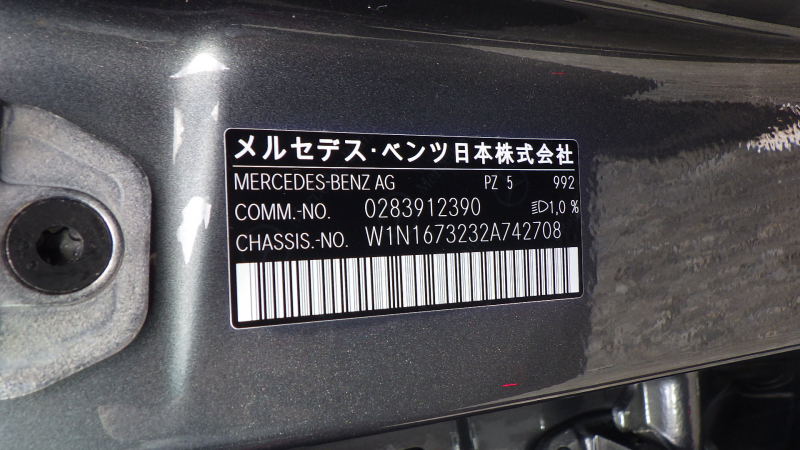 メルセデス・ベンツ日本株式会社
MERCEDES-BENZ AG PZ 5 992
COMM.-NO. 0283912390 1,0 %
CHASSIS.-NO. W1N1673232A742708